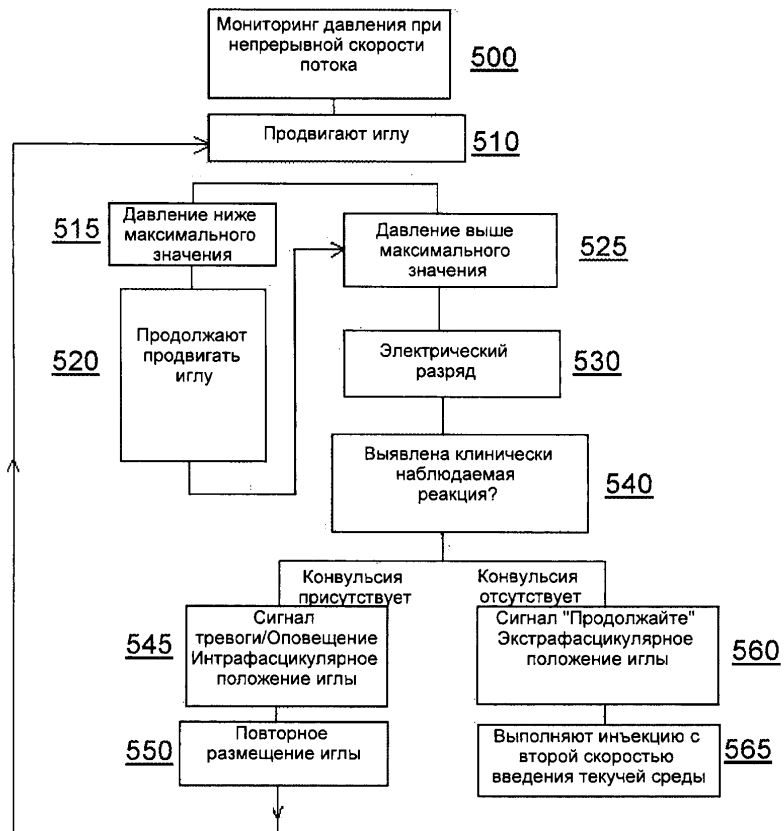 Мониторинг давления при
непрерывной скорости
потока
500
Продвигают иглу
510
515
Давление ниже
максимального
значения
Давление выше
максимального
значения
525
520
Продолжают
продвигать
иглу
Электрический
разряд
530
Выявлена клинически
наблюдаемая
реакция?
540
Конвульсия
присутствует
Конвульсия
отсутствует
545
Сигнал
тревоги/Оповещение
Интрафасцикулярное
положение иглы
Сигнал "Продолжайте"
Экстрафасцикулярное
положение иглы
560
550
Повторное
размещение иглы
Выполняют инъекцию с
второй скоростью
введения текучей среды
565